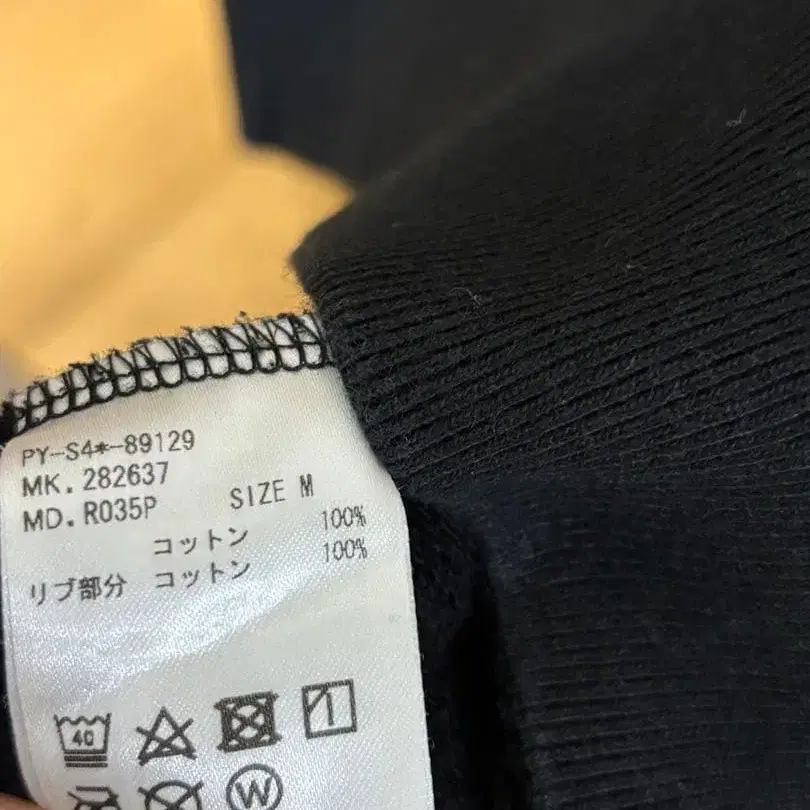 PY-S4*-89129
MK. 282637
MD. R035P SIZE M
コットン 100%
リブ部分 コットン 100%
40
W